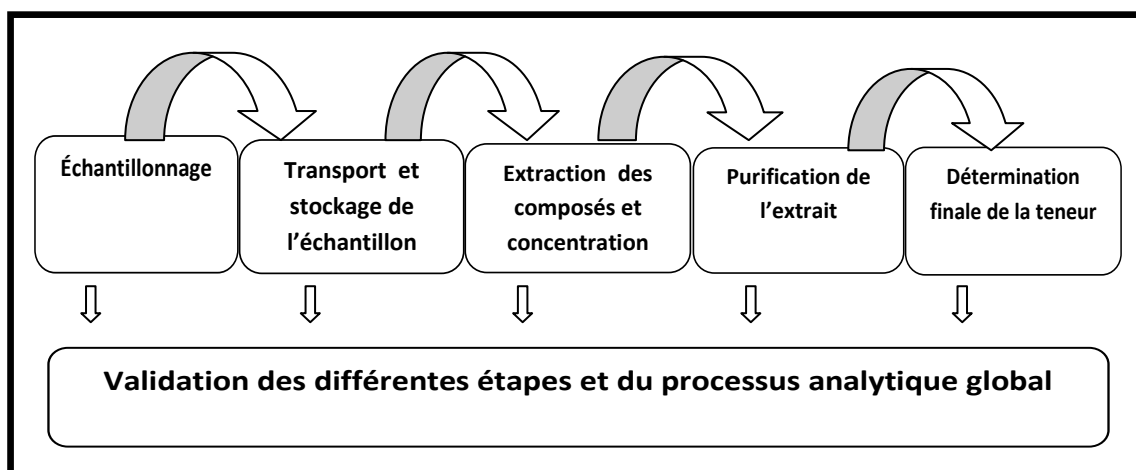 Échantillonnage
Transport et
stockage de
l'échantillon
Extraction des
composés et
concentration
Purification de
l'extrait
Détermination
finale de la teneur
Validation des différentes étapes et du processus analytique global